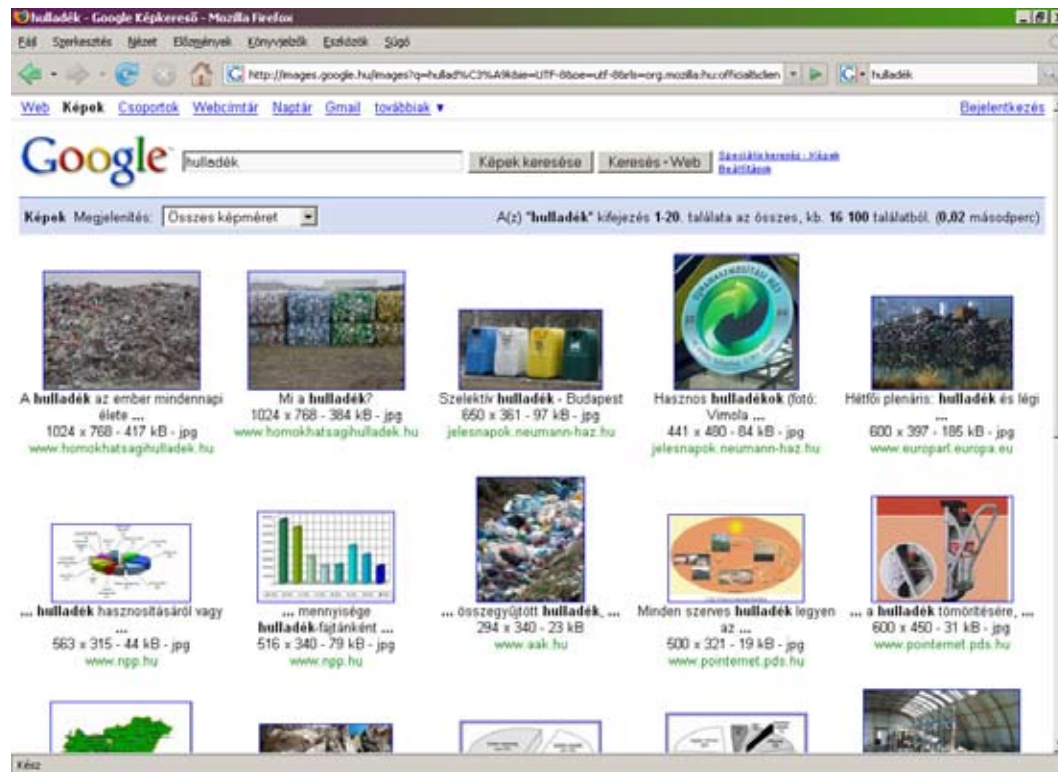 hulladék - Google Képkereső - Mozilla Firefox
Fájl Szerkesztés Nézet Előzmények Könyvjelzők Eszközök Súgó
http://images.google.hu/images?q=hullad%C3%A9k&ie=UTF-8&oe=utf-8&rls=org.mozilla:hu:official&clien
hulladék
Web Képek Csoportok Webcímtár Naptár Gmail továbbiak ▼ Bejelentkezés
Google hulladék Képek keresése Keresés - Web Speciális keresés - Képek
Beállítások
Képek Megjelenítés: Összes képméret A(z) "hulladék" kifejezés 1-20. találata az összes, kb. 16 100 találatból. (0,02 másodperc)
A hulladék az ember mindennapi élete ...
1024 x 768 - 417 kB - jpg
www.homokhatsagihulladek.hu
Mi a hulladék?
1024 x 768 - 384 kB - jpg
www.homokhatsagihulladek.hu
Szelektív hulladék - Budapest
650 x 361 - 97 kB - jpg
jelesnapok.neumann-haz.hu
Hasznos hulladékok (fotó: Vimola ...
441 x 480 - 84 kB - jpg
jelesnapok.neumann-haz.hu
Hétfői plenáris: hulladék és légi ...
600 x 397 - 185 kB - jpg
www.europarl.europa.eu
... hulladék hasznosításáról vagy ...
563 x 315 - 44 kB - jpg
www.npp.hu
... mennyisége hulladék-fajtánként ...
516 x 340 - 79 kB - jpg
www.npp.hu
... összegyűjtött hulladék, ...
294 x 340 - 23 kB
www.aak.hu
Minden szerves hulladék legyen az ...
500 x 321 - 19 kB - jpg
www.pointernet.pds.hu
... a hulladék tömörítésére, ...
600 x 450 - 31 kB - jpg
www.pointernet.pds.hu
Kész